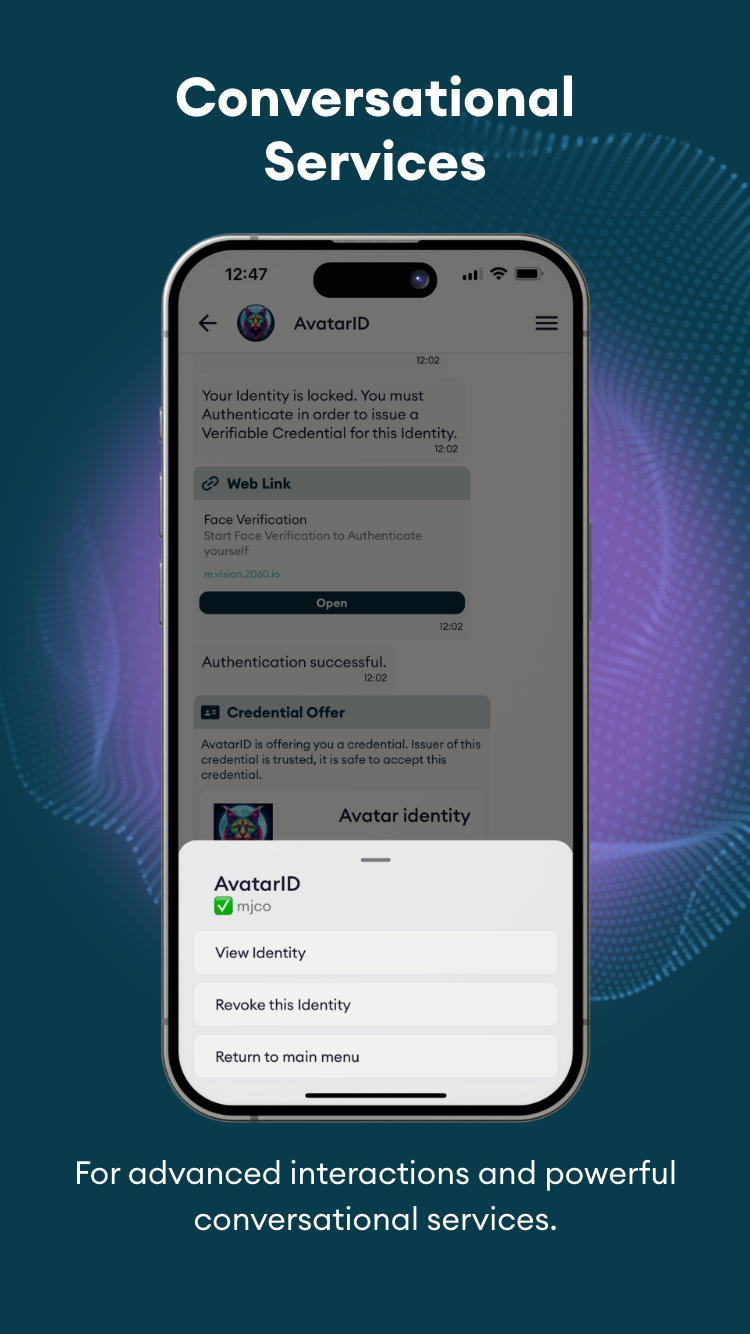 Conversational
Services
12:47
AvatarID
12:02
Your Identity is locked. You must
Authenticate in order to issue a
Verifiable Credential for this Identity.
12:02
Web Link
Face Verification
Start Face Verification to Authenticate
yourself
m.vision.2060.io
Open
12:02
Authentication successful.
12:02
Credential Offer
AvatarID is offering you a credential. Issuer of this
credential is trusted, it is safe to accept this
credential.
Avatar identity
AvatarID
✅ mjco
View Identity
Revoke this Identity
Return to main menu
For advanced interactions and powerful
conversational services.